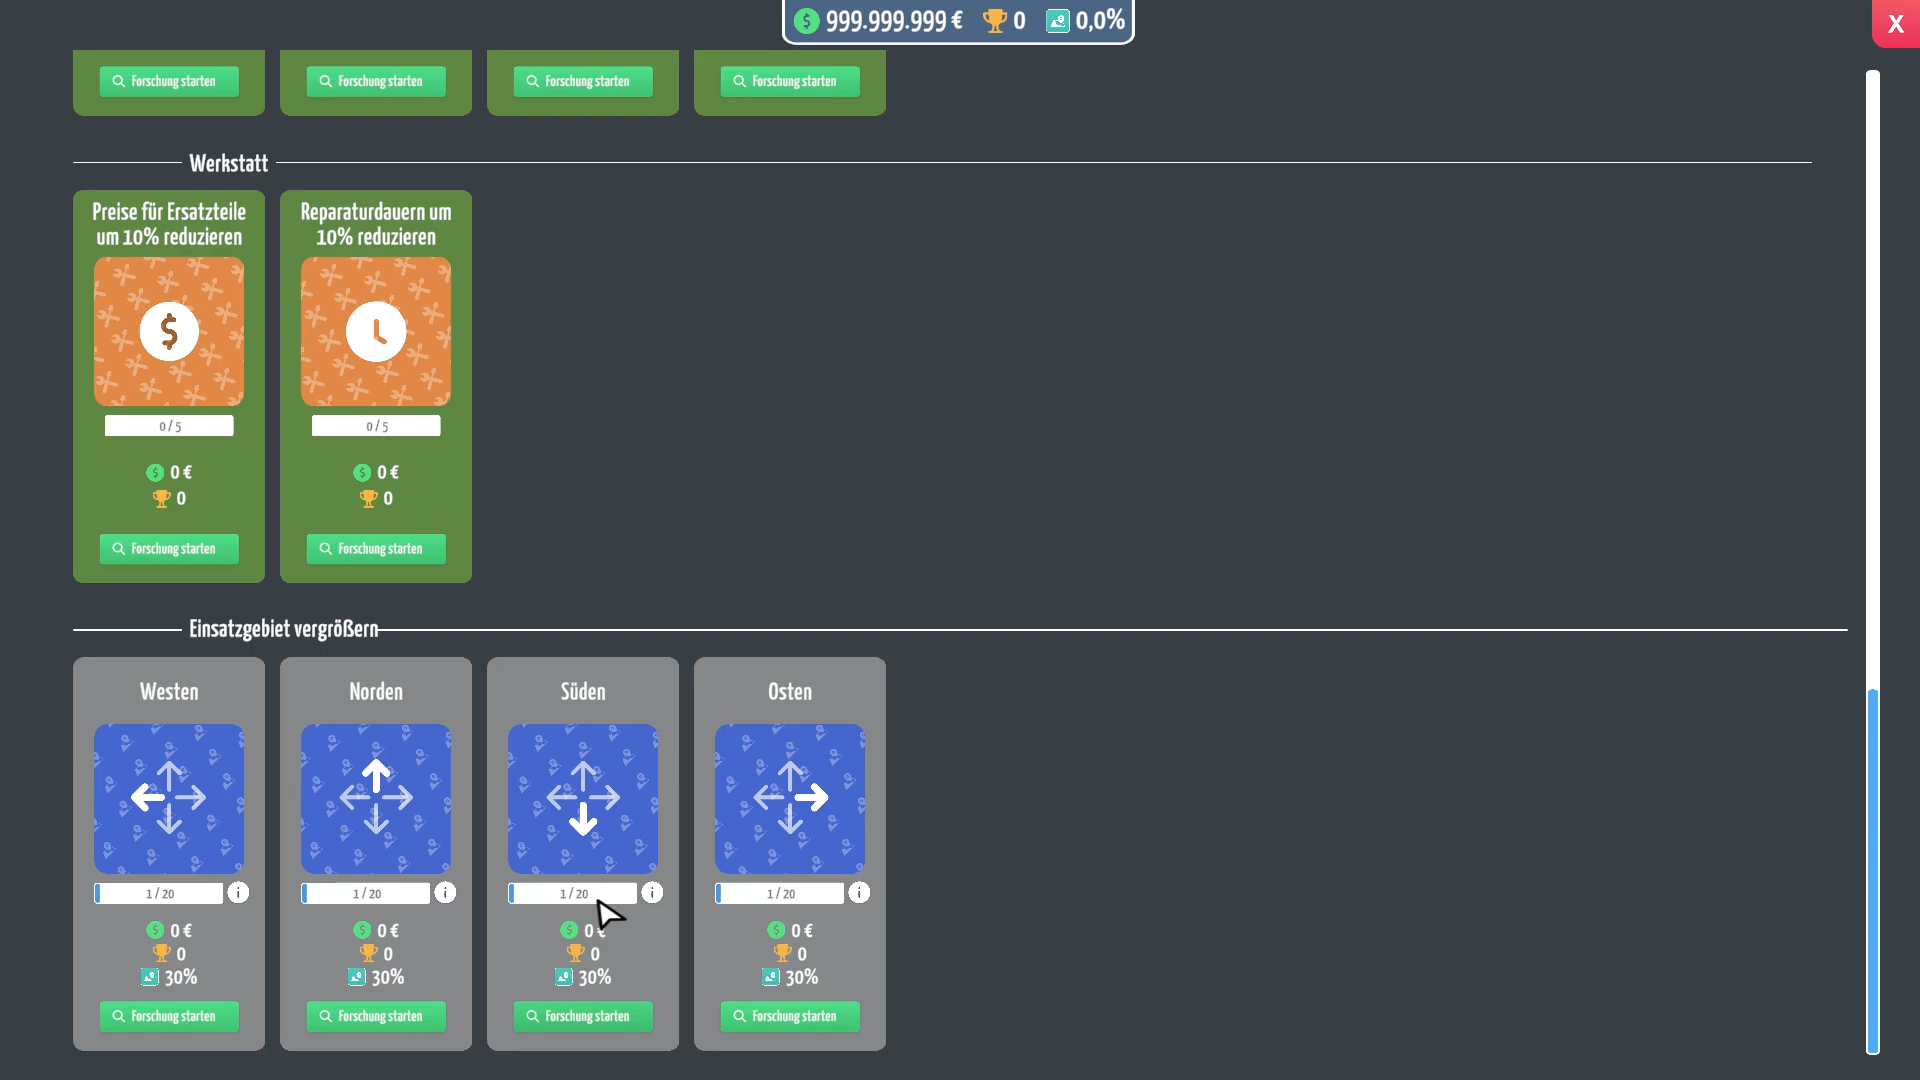 999.999.999 € 0 0,0%
X
Forschung starten Forschung starten Forschung starten Forschung starten
Werkstatt
Preise für Ersatzteile
um 10% reduzieren
0 / 5
0 €
0
Forschung starten
Reparaturdauern um
10% reduzieren
0 / 5
0 €
0
Forschung starten
Einsatzgebiet vergrößern
Westen
1 / 20
0 €
0
30%
Forschung starten
Norden
1 / 20
0 €
0
30%
Forschung starten
Süden
1 / 20
0 €
0
30%
Forschung starten
Osten
1 / 20
0 €
0
30%
Forschung starten